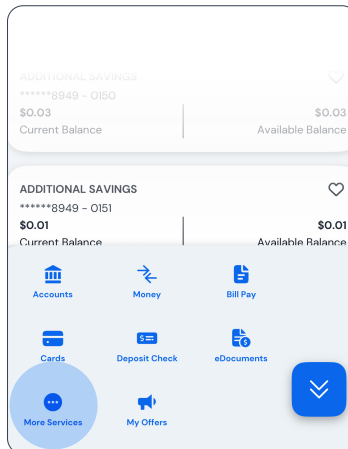 ADDITIONAL SAVINGS
******8949 - 0150
$0.03 $0.03
Current Balance Available Balance
ADDITIONAL SAVINGS
******8949 - 0151
$0.01 $0.01
Current Balance Available Balance
Accounts Money Bill Pay
Cards Deposit Check eDocuments
More Services My Offers